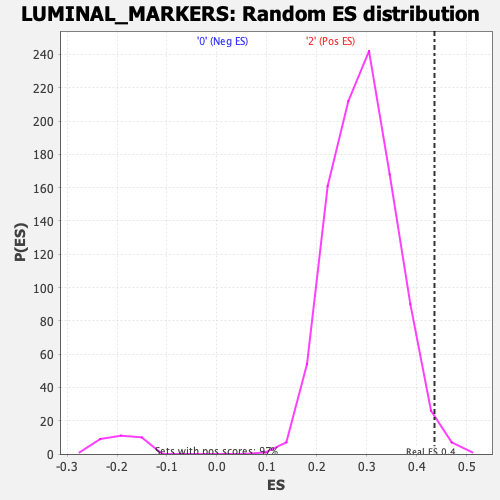 LUMINAL_MARKERS: Random ES distribution
'0' (Neg ES) '2' (Pos ES)
240
220
200
180
160
140
120
100
80
60
40
20
0
P(ES)
Sets with pos scores: 97%
Real ES 0.4
-0.3 -0.2 -0.1 0.0 0.1 0.2 0.3 0.4 0.5
ES